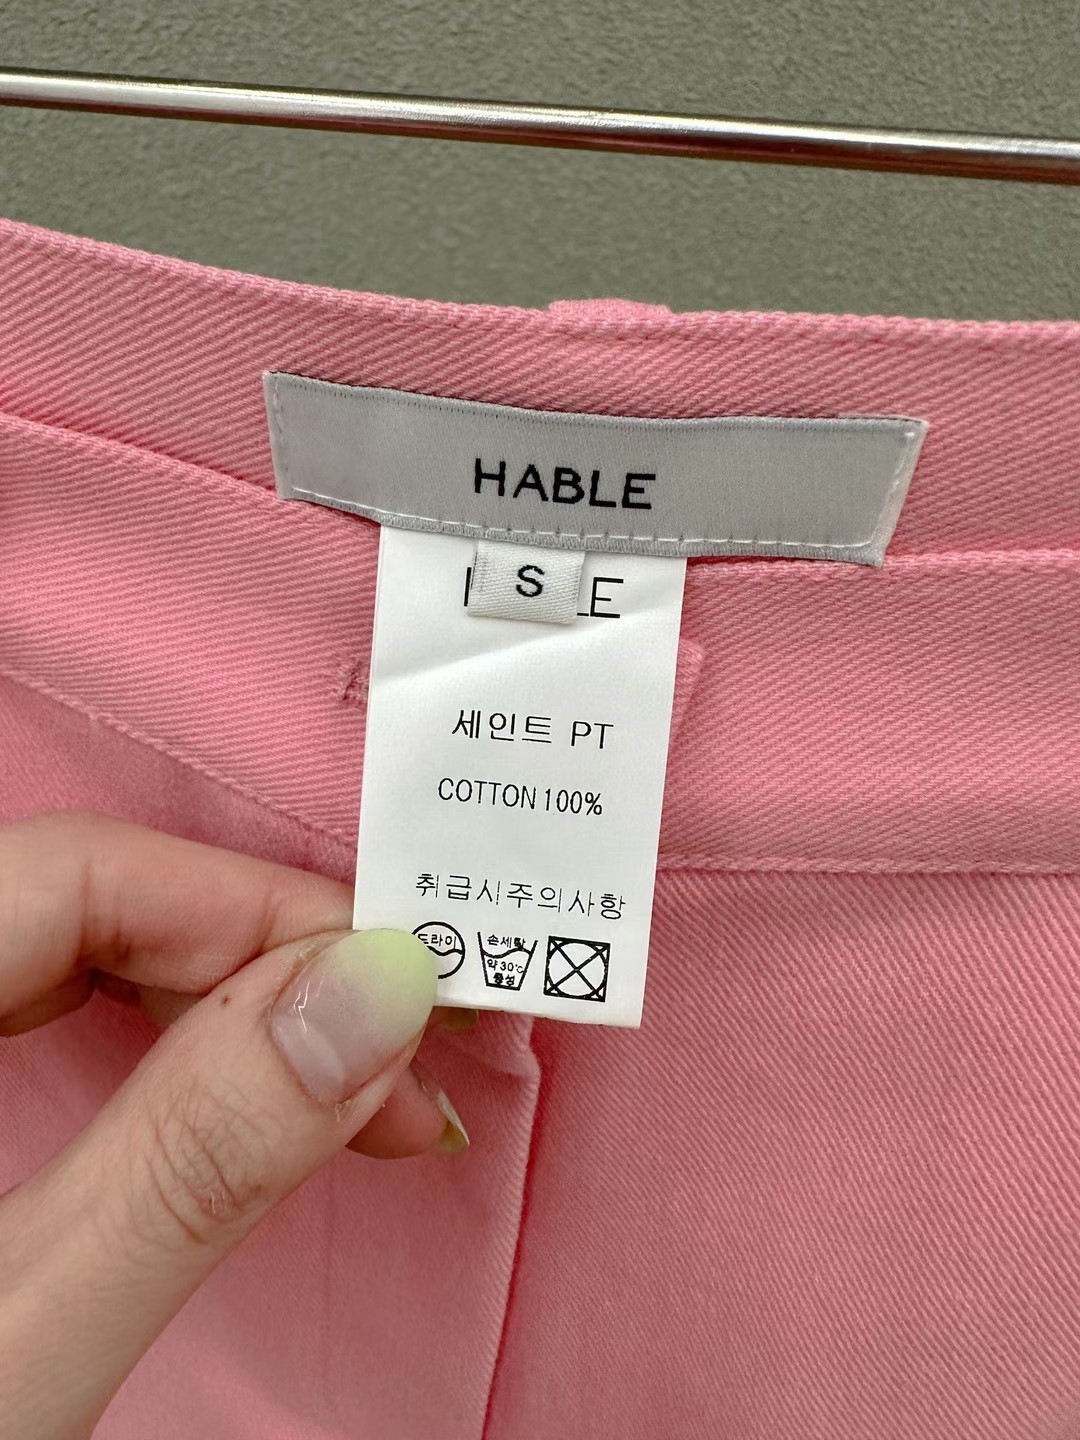 HABLE
S
세인트 PT
COTTON 100%
취급시주의사항
드라이
손세탁
약 30℃
중성